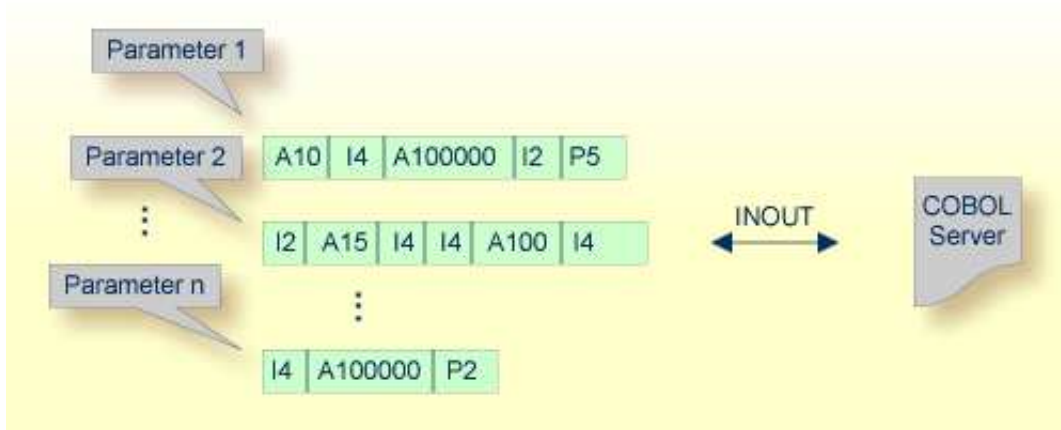 Parameter 1
Parameter 2
A10 I4 A100000 I2 P5
I2 A15 I4 I4 A100 I4
Parameter n
I4 A100000 P2
INOUT
COBOL
Server